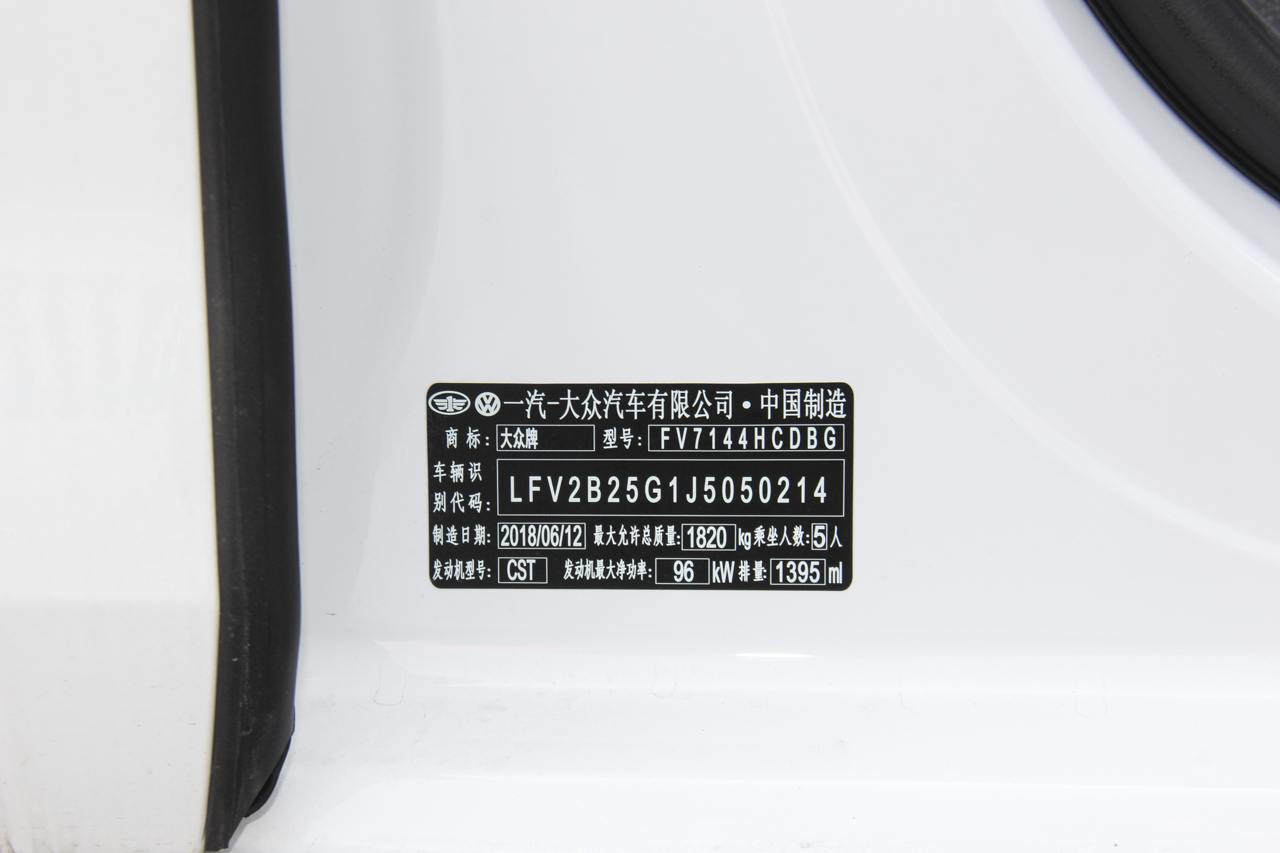 一汽-大众汽车有限公司·中国制造
商标: 大众牌 型号: FV7144HCDBG
车辆识
别代码: LFV2B25G1J5050214
制造日期: 2018/06/12 最大允许总质量: 1820 kg 乘坐人数: 5 人
发动机型号: CST 发动机最大净功率: 96 kW 排量: 1395 ml